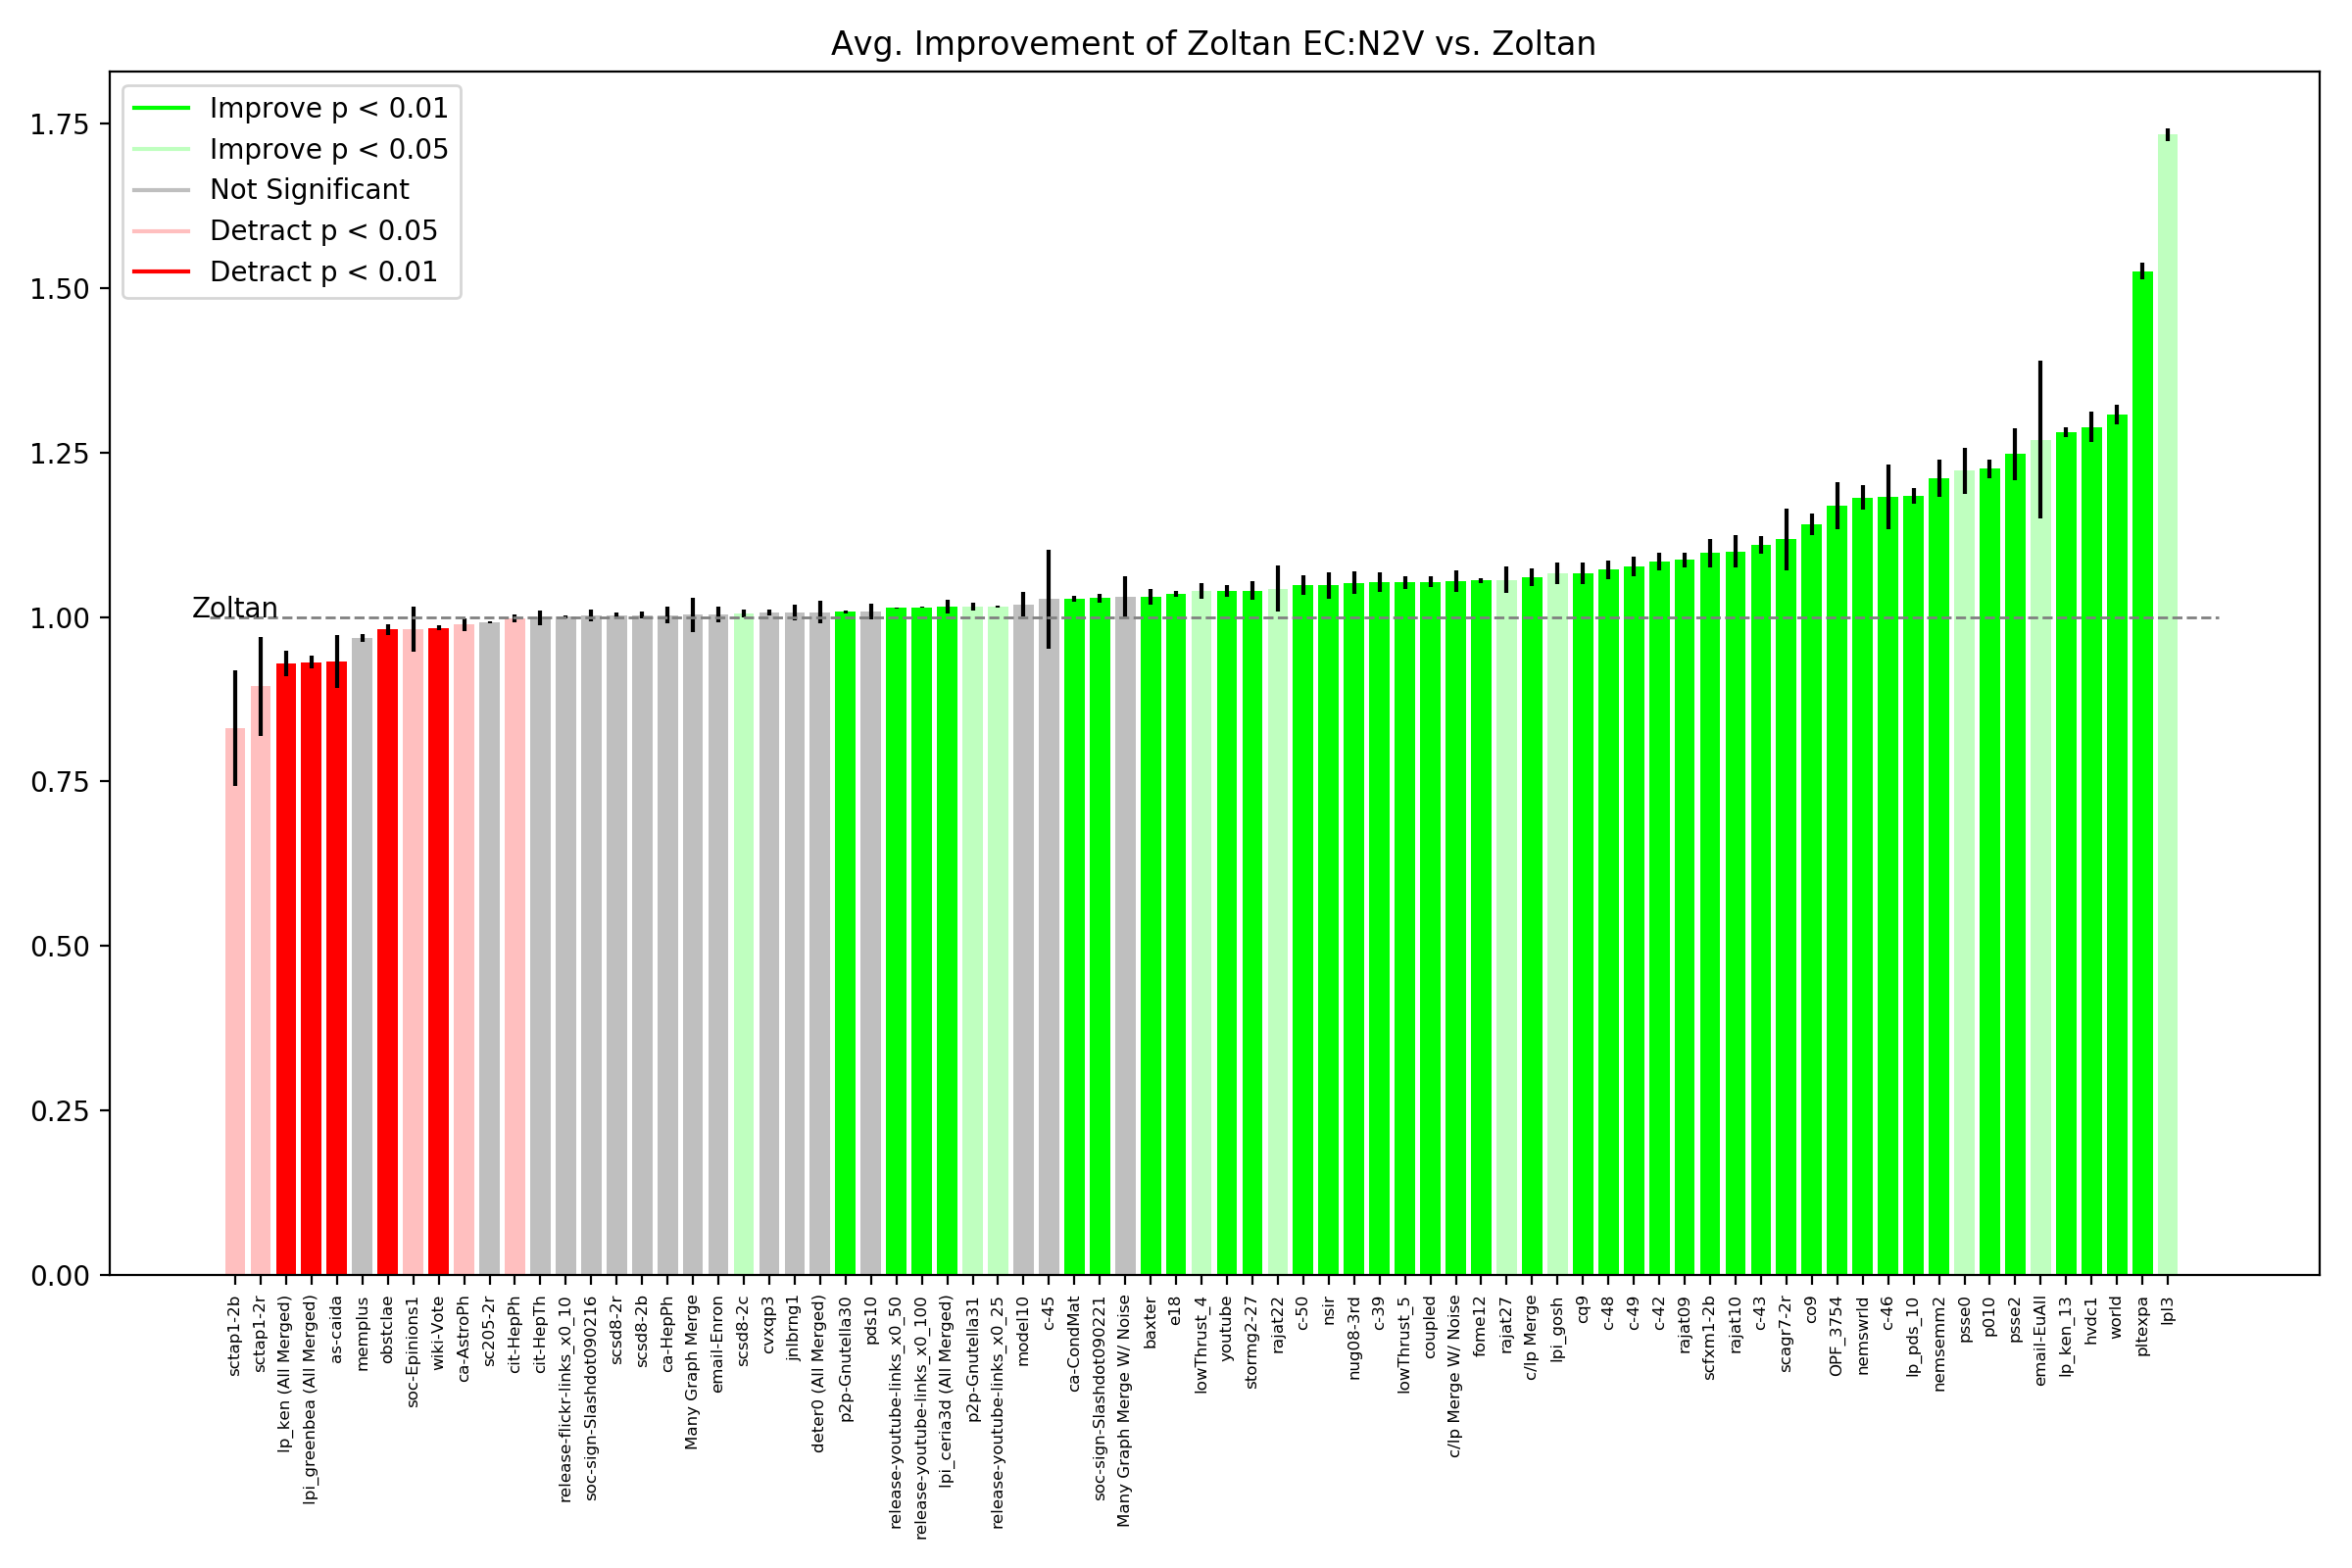 Avg. Improvement of Zoltan EC:N2V vs. Zoltan
Improve p < 0.01
Improve p < 0.05
Not Significant
Detract p < 0.05
Detract p < 0.01
1.75
1.50
1.25
1.00
0.75
0.50
0.25
0.00
Zoltan
sctap1-2b
sctap1-2r
lp_ken (All Merged)
lpi_greenbea (All Merged)
as-caida
memplus
obstclae
soc-Epinions1
wiki-Vote
ca-AstroPh
sc205-2r
cit-HepPh
cit-HepTh
release-flickr-links_x0_10
soc-sign-Slashdot090216
scsd8-2r
scsd8-2b
ca-HepPh
Many Graph Merge
email-Enron
scsd8-2c
cvxqp3
jnlbrng1
deter0 (All Merged)
p2p-Gnutella30
pds10
release-youtube-links_x0_50
release-youtube-links_x0_100
lpi_ceria3d (All Merged)
p2p-Gnutella31
release-youtube-links_x0_25
model10
c-45
ca-CondMat
soc-sign-Slashdot090221
Many Graph Merge W/ Noise
baxter
e18
lowThrust_4
youtube
stormg2-27
rajat22
c-50
nsir
nug08-3rd
c-39
lowThrust_5
coupled
c/lp Merge W/ Noise
fome12
rajat27
c/lp Merge
lpi_gosh
cq9
c-48
c-49
c-42
rajat09
scfxm1-2b
rajat10
c-43
scagr7-2r
co9
OPF_3754
nemswrld
c-46
lp_pds_10
nemsemm2
psse0
p010
psse2
email-EuAll
lp_ken_13
hvdc1
world
pltexpa
lpl3